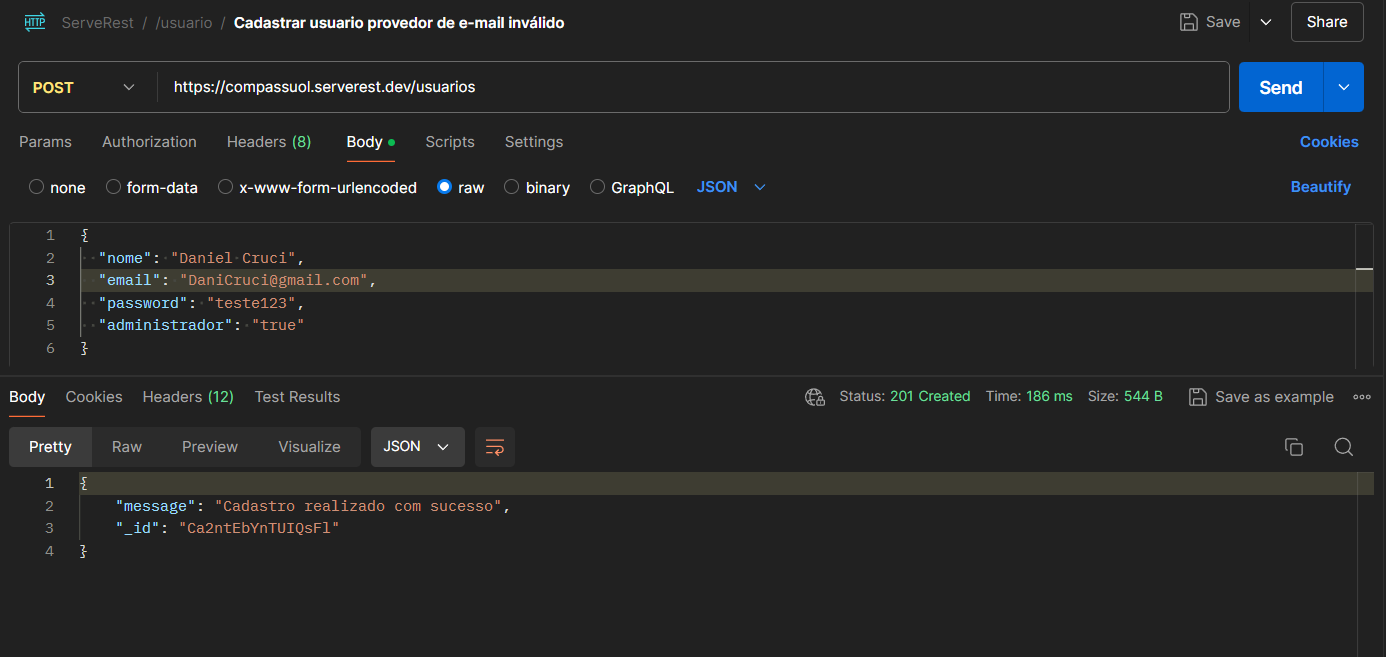 HTTP ServeRest / /usuario / Cadastrar usuario provedor de e-mail inválido Save Share
POST https://compassuol.serverest.dev/usuarios Send
Params Authorization Headers (8) Body Scripts Settings Cookies
none form-data x-www-form-urlencoded raw binary GraphQL JSON Beautify
1 {
2 "nome": "Daniel Cruci",
3 "email": "DaniCruci@gmail.com",
4 "password": "teste123",
5 "administrador": "true"
6 }
Body Cookies Headers (12) Test Results Status: 201 Created Time: 186 ms Size: 544 B Save as example
Pretty Raw Preview Visualize JSON
1 {
2 "message": "Cadastro realizado com sucesso",
3 "_id": "Ca2ntEbYnTUIQsFl"
4 }